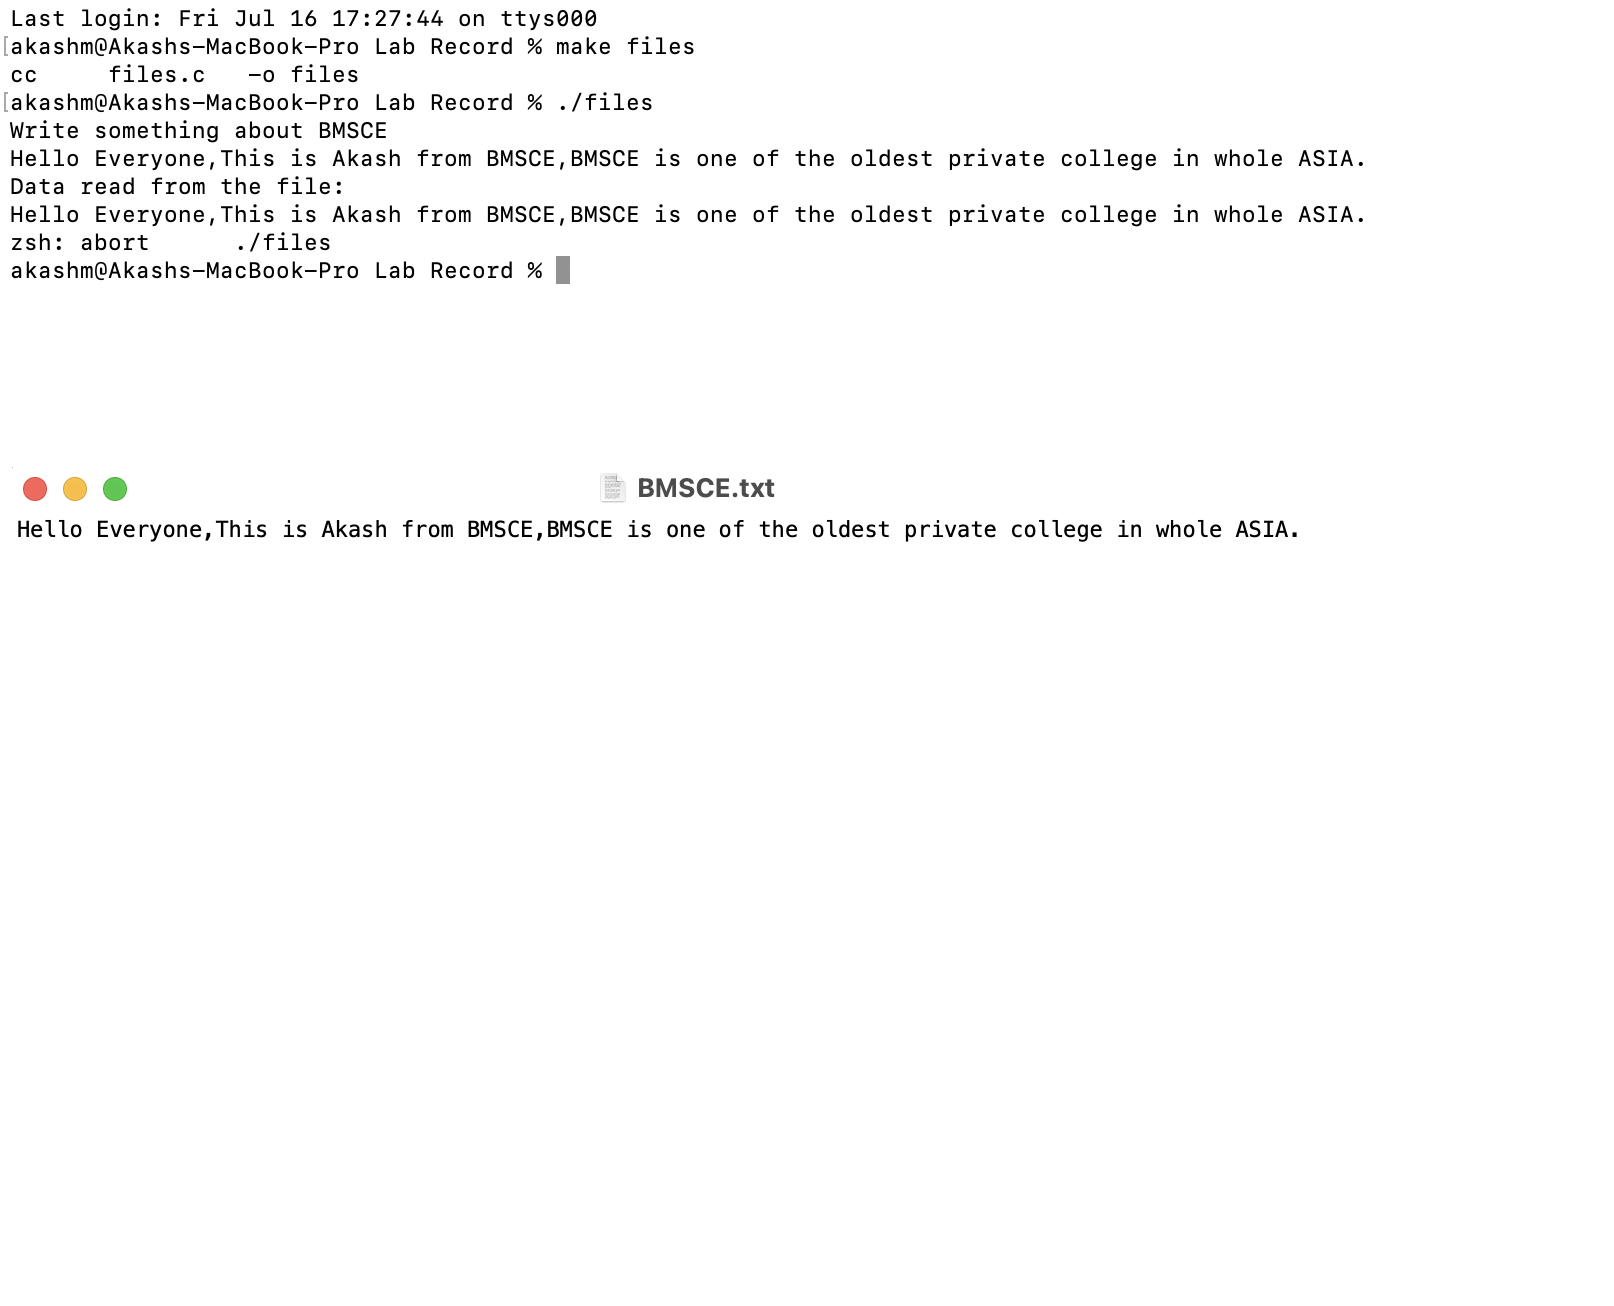 Last login: Fri Jul 16 17:27:44 on ttys000
[akashm@Akashs-MacBook-Pro Lab Record % make files
cc     files.c   -o files
[akashm@Akashs-MacBook-Pro Lab Record % ./files
Write something about BMSCE
Hello Everyone,This is Akash from BMSCE,BMSCE is one of the oldest private college in whole ASIA.
Data read from the file:
Hello Everyone,This is Akash from BMSCE,BMSCE is one of the oldest private college in whole ASIA.
zsh: abort      ./files
akashm@Akashs-MacBook-Pro Lab Record %
BMSCE.txt
Hello Everyone,This is Akash from BMSCE,BMSCE is one of the oldest private college in whole ASIA.